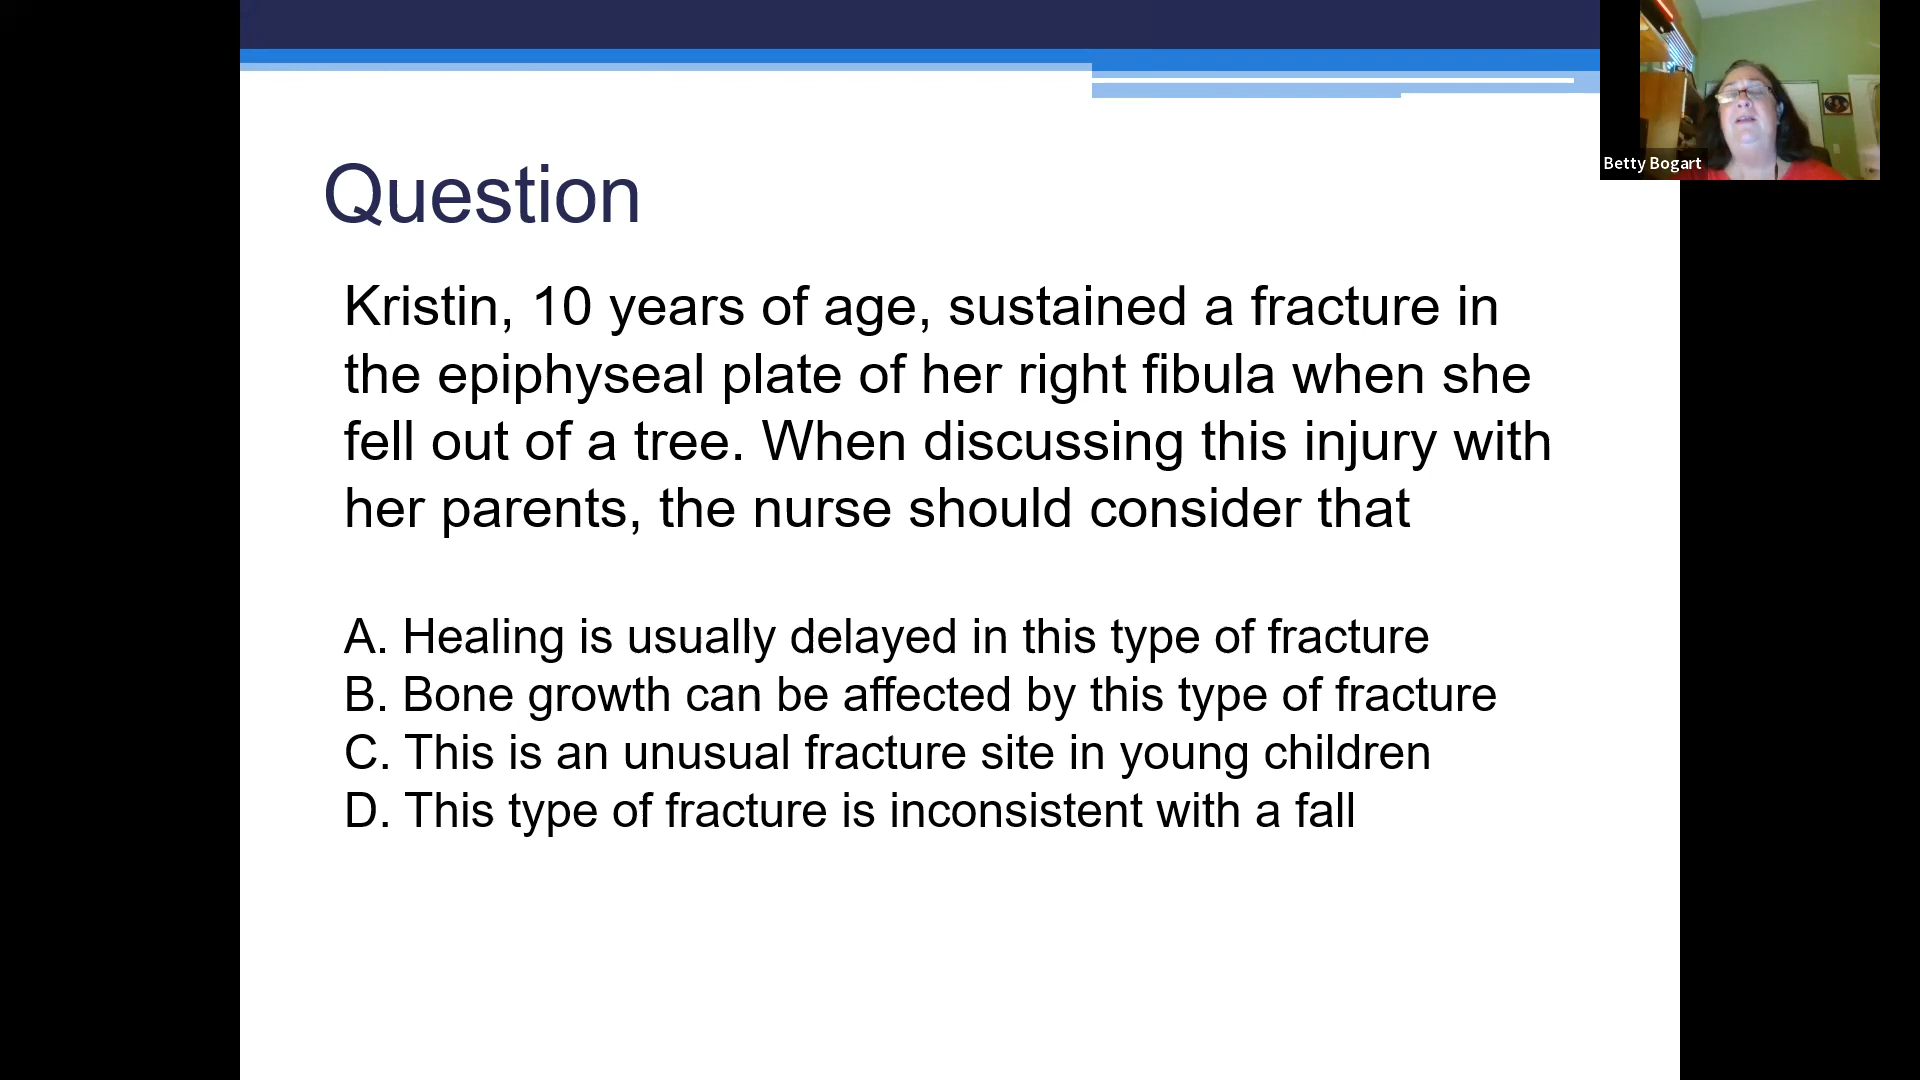 Betty Bogart
Question
Kristin, 10 years of age, sustained a fracture in
the epiphyseal plate of her right fibula when she
fell out of a tree. When discussing this injury with
her parents, the nurse should consider that
A. Healing is usually delayed in this type of fracture
B. Bone growth can be affected by this type of fracture
C. This is an unusual fracture site in young children
D. This type of fracture is inconsistent with a fall